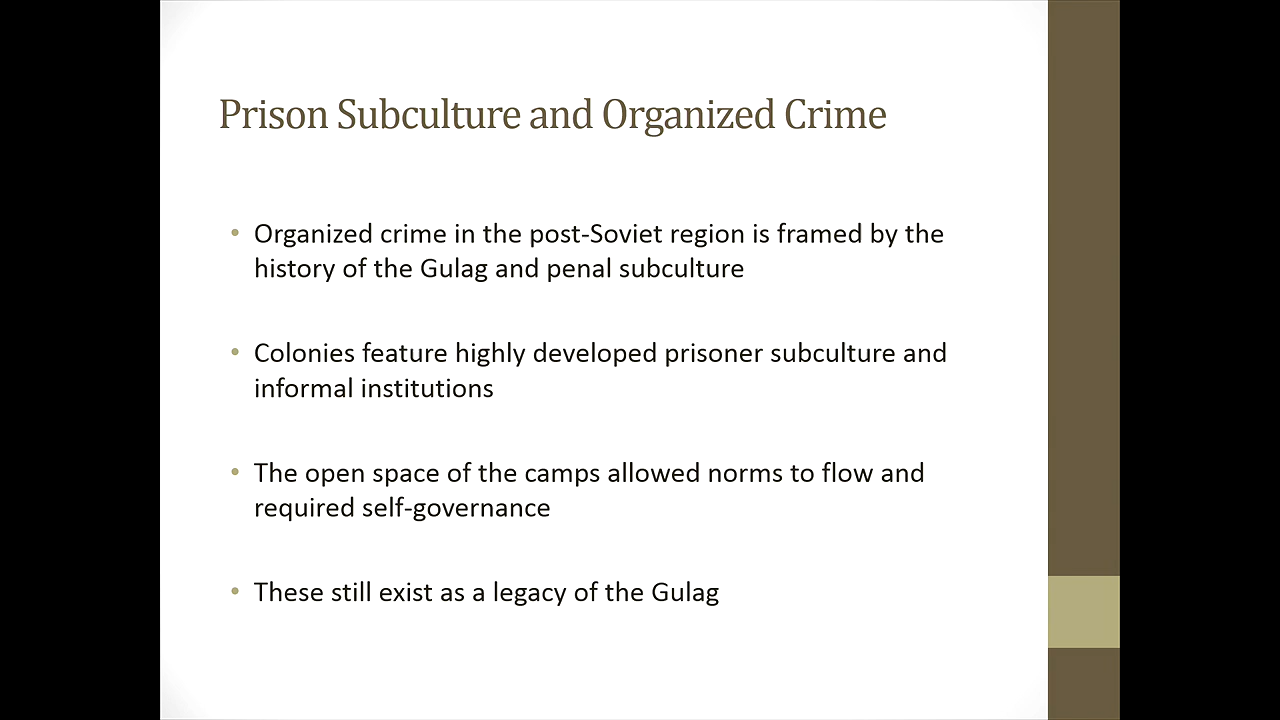 Prison Subculture and Organized Crime
• Organized crime in the post-Soviet region is framed by the
history of the Gulag and penal subculture
• Colonies feature highly developed prisoner subculture and
informal institutions
• The open space of the camps allowed norms to flow and
required self-governance
• These still exist as a legacy of the Gulag